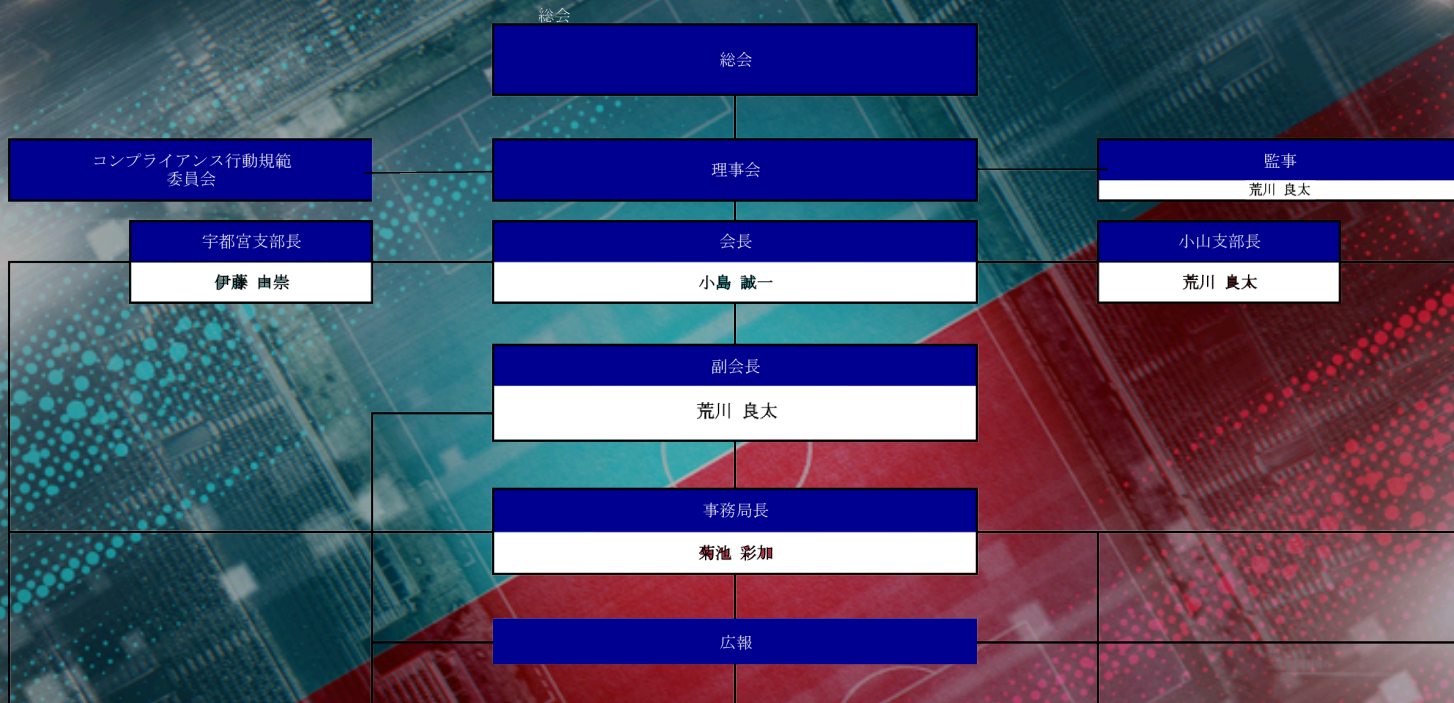 総会
総会
コンプライアンス行動規範
委員会
理事会
監事
荒川 良太
宇都宮支部長
伊藤 由崇
会長
小島 誠一
小山支部長
荒川 良太
副会長
荒川 良太
事務局長
菊池 彩加
広報